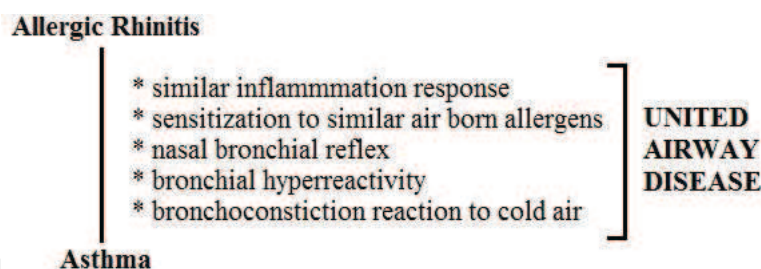 Allergic Rhinitis
* similar inflammmation response
* sensitization to similar air born allergens
* nasal bronchial reflex
* bronchial hyperreactivity
* bronchoconstiction reaction to cold air
UNITED
AIRWAY
DISEASE
Asthma